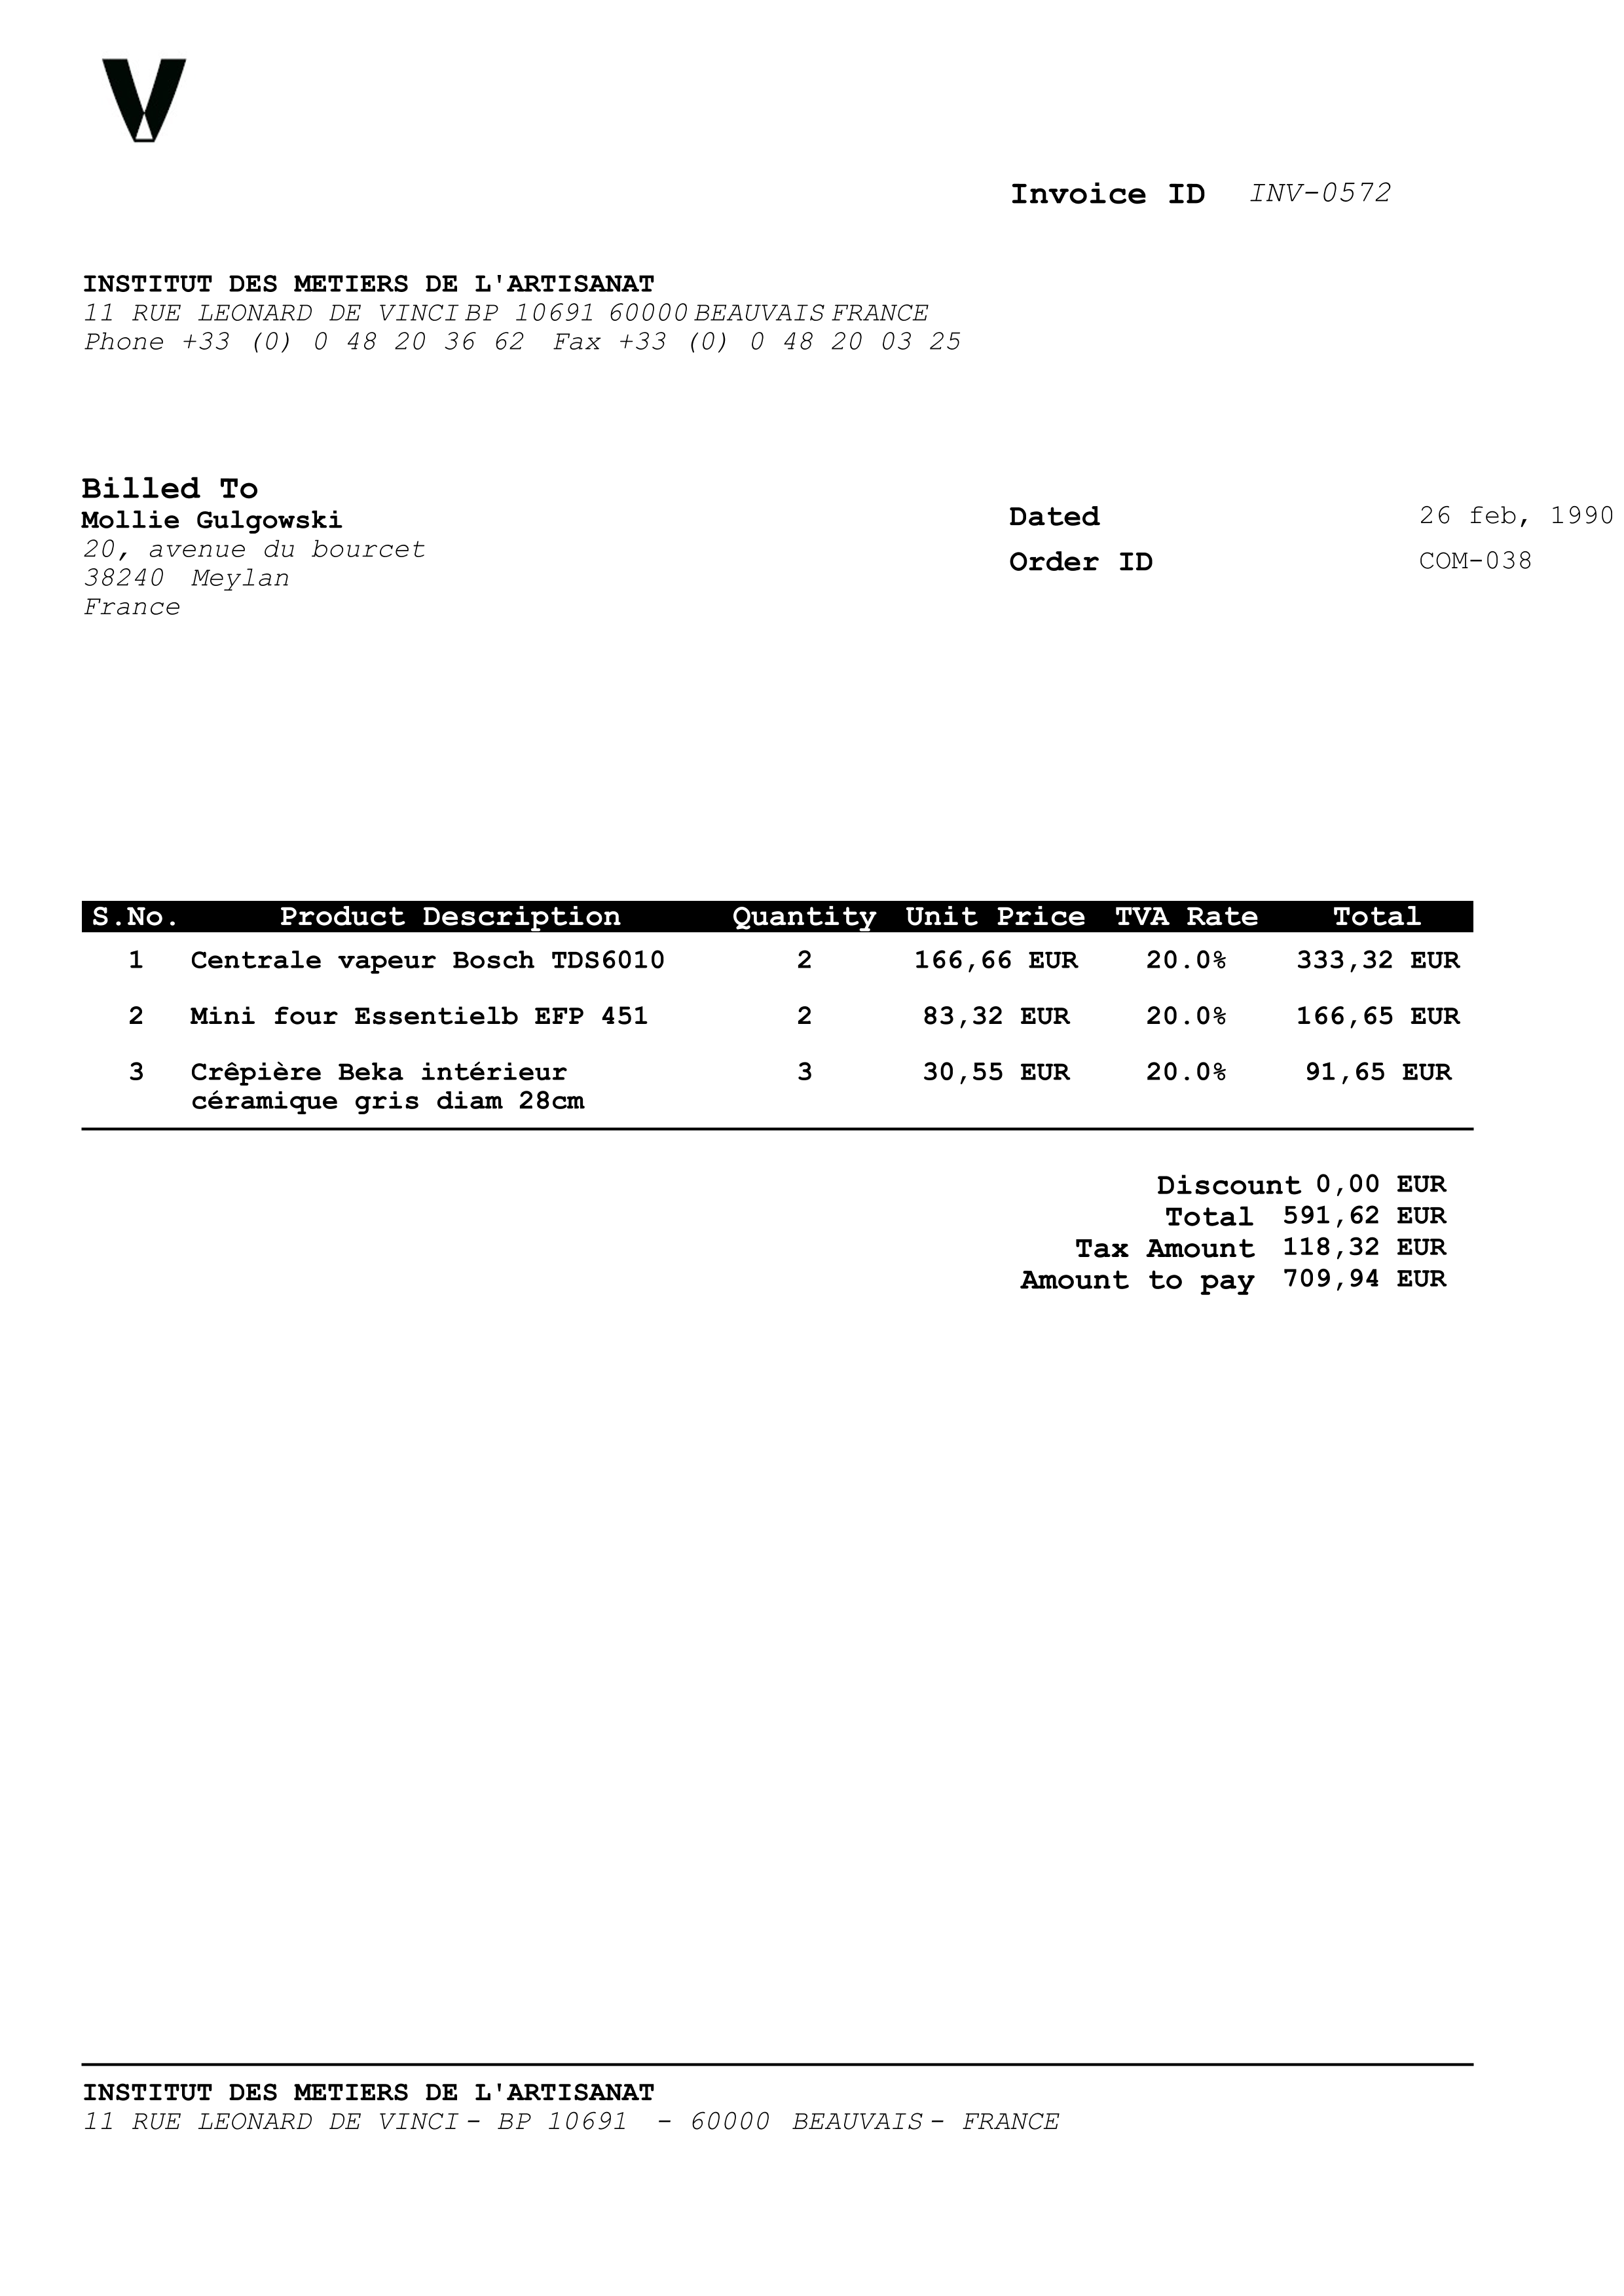 V
Invoice ID INV-0572
INSTITUT DES METIERS DE L'ARTISANAT
11 RUE LEONARD DE VINCI BP 10691 60000 BEAUVAIS FRANCE
Phone +33 (0) 0 48 20 36 62 Fax +33 (0) 0 48 20 03 25
Billed To
Mollie Gulgowski
20, avenue du bourcet
38240 Meylan
France
Dated 26 feb, 1990
Order ID COM-038
S.No. Product Description Quantity Unit Price TVA Rate Total
1 Centrale vapeur Bosch TDS6010 2 166,66 EUR 20.0% 333,32 EUR
2 Mini four Essentielb EFP 451 2 83,32 EUR 20.0% 166,65 EUR
3 Crêpière Beka intérieur 3 30,55 EUR 20.0% 91,65 EUR
céramique gris diam 28cm
Discount 0,00 EUR
Total 591,62 EUR
Tax Amount 118,32 EUR
Amount to pay 709,94 EUR
INSTITUT DES METIERS DE L'ARTISANAT
11 RUE LEONARD DE VINCI - BP 10691 - 60000 BEAUVAIS - FRANCE